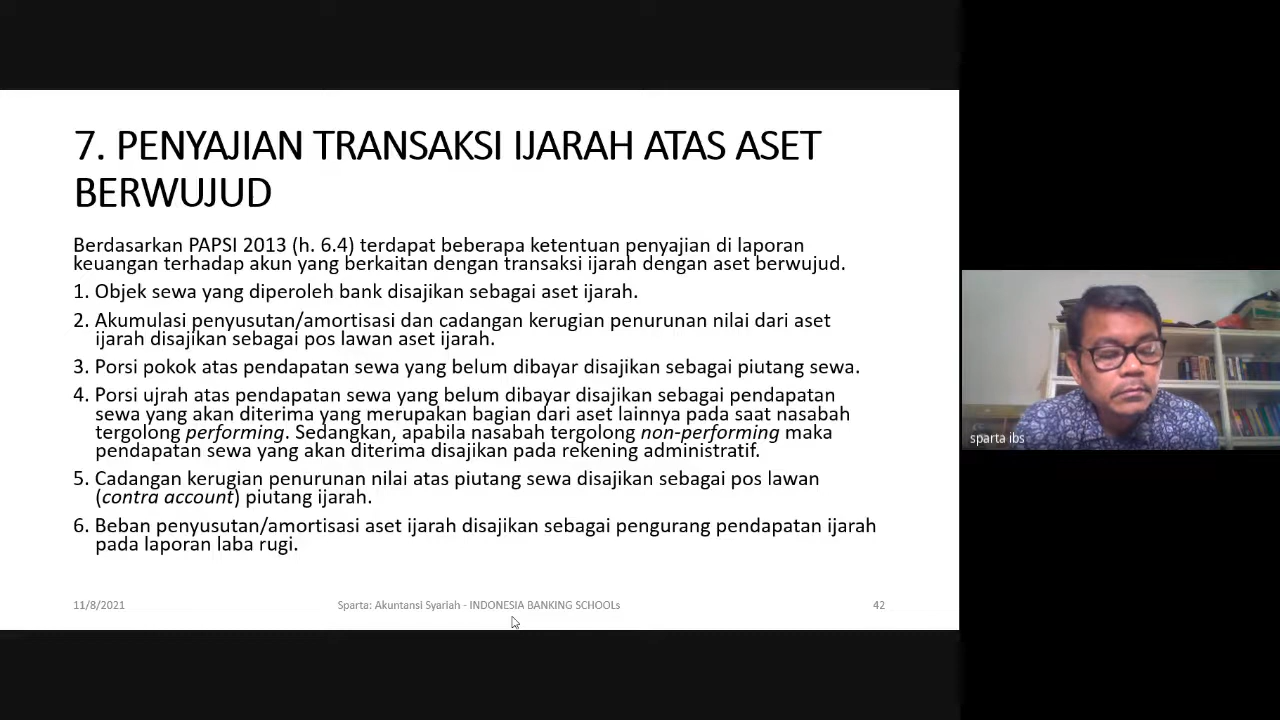 7. PENYAJIAN TRANSAKSI IJARAH ATAS ASET
BERWUJUD
Berdasarkan PAPSI 2013 (h. 6.4) terdapat beberapa ketentuan penyajian di laporan
keuangan terhadap akun yang berkaitan dengan transaksi ijarah dengan aset berwujud.
1. Objek sewa yang diperoleh bank disajikan sebagai aset ijarah.
2. Akumulasi penyusutan/amortisasi dan cadangan kerugian penurunan nilai dari aset
ijarah disajikan sebagai pos lawan aset ijarah.
3. Porsi pokok atas pendapatan sewa yang belum dibayar disajikan sebagai piutang sewa.
4. Porsi ujrah atas pendapatan sewa yang belum dibayar disajikan sebagai pendapatan
sewa yang akan diterima yang merupakan bagian dari aset lainnya pada saat nasabah
tergolong performing. Sedangkan, apabila nasabah tergolong non-performing maka
pendapatan sewa yang akan diterima disajikan pada rekening administratif.
5. Cadangan kerugian penurunan nilai atas piutang sewa disajikan sebagai pos lawan
(contra account) piutang ijarah.
6. Beban penyusutan/amortisasi aset ijarah disajikan sebagai pengurang pendapatan ijarah
pada laporan laba rugi.
11/8/2021
Sparta: Akuntansi Syariah - INDONESIA BANKING SCHOOLs
42
sparta ibs